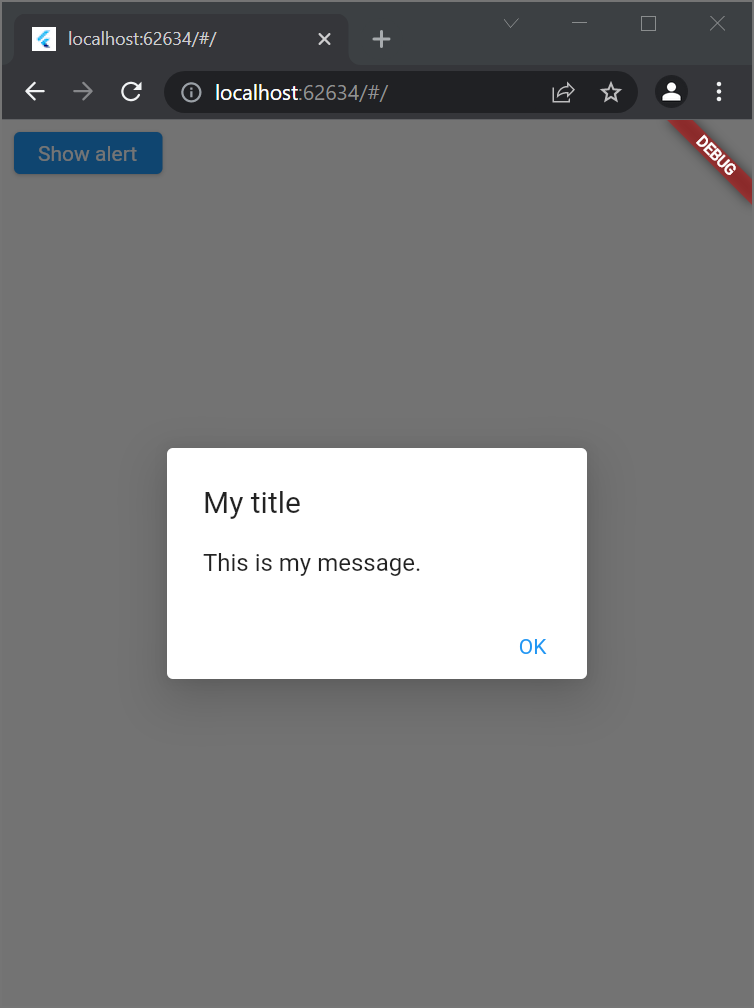 localhost:62634/#/
localhost:62634/#/
Show alert
DEBUG
My title
This is my message.
OK